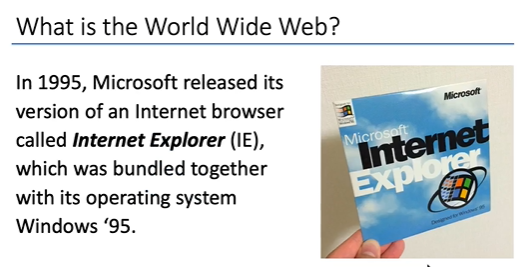 What is the World Wide Web?
In 1995, Microsoft released its
version of an Internet browser
called Internet Explorer (IE),
which was bundled together
with its operating system
Windows ‘95.
Microsoft
Microsoft
Internet
Explorer
Designed for Windows 95